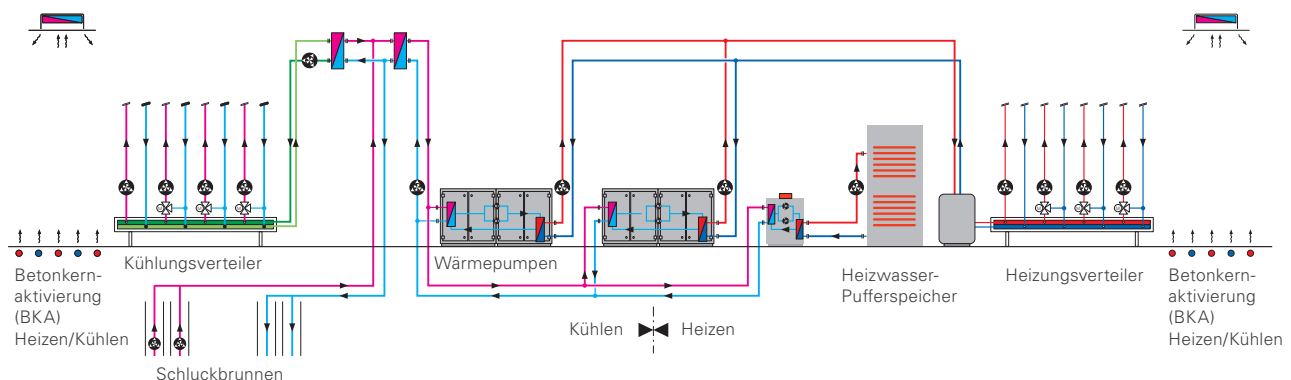 Kühlungsverteiler
Wärmepumpen
Heizwasser-
Pufferspeicher
Heizungsverteiler
Betonkern-
aktivierung
(BKA)
Heizen/Kühlen
Betonkern-
aktivierung
(BKA)
Heizen/Kühlen
Kühlen
Heizen
Schluckbrunnen